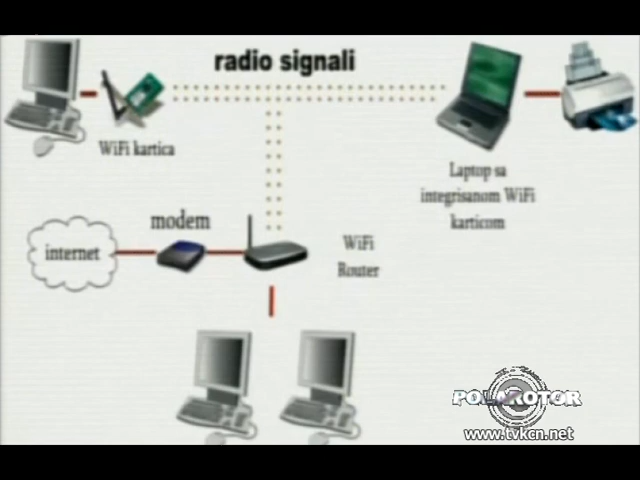 radio signali
WiFi kartica
Laptop sa
integrisanom WiFi
karticom
modem
internet
WiFi
Router
POLAROTOR
www.tvkcn.net